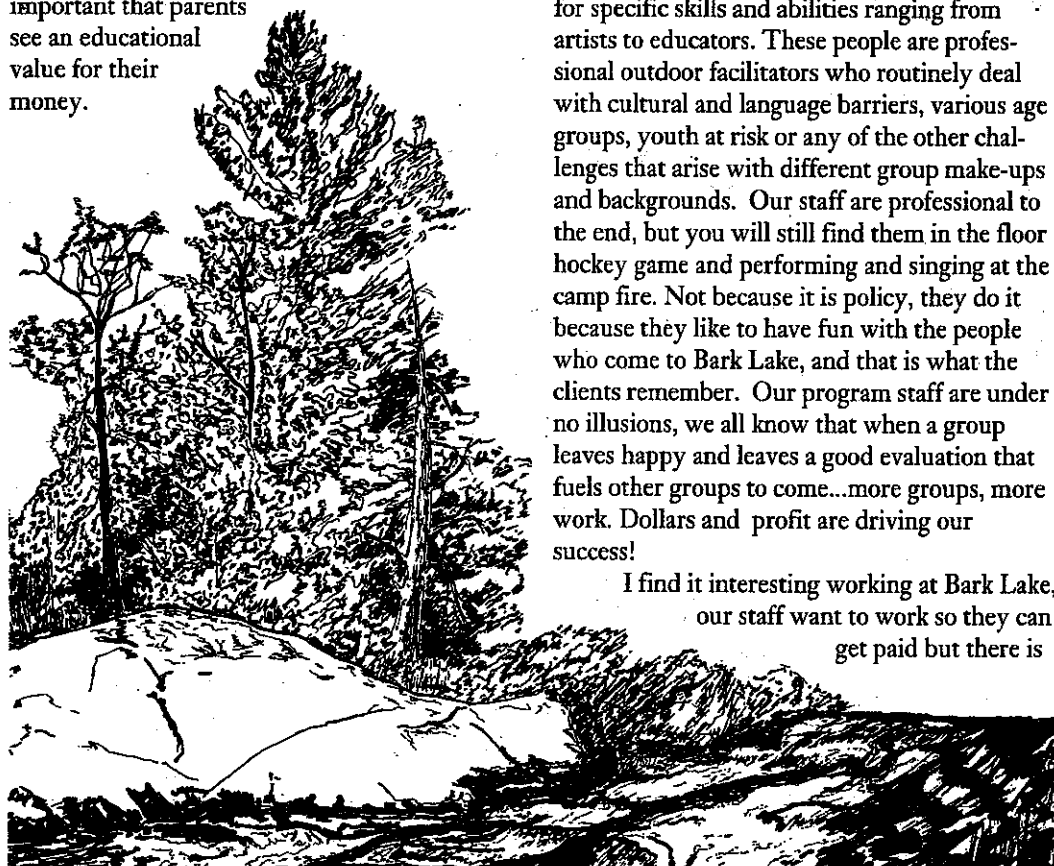 important that parents
see an educational
value for their
money.
for specific skills and abilities ranging from
artists to educators. These people are profes-
sional outdoor facilitators who routinely deal
with cultural and language barriers, various age
groups, youth at risk or any of the other chal-
lenges that arise with different group make-ups
and backgrounds. Our staff are professional to
the end, but you will still find them in the floor
hockey game and performing and singing at the
camp fire. Not because it is policy, they do it
because they like to have fun with the people
who come to Bark Lake, and that is what the
clients remember. Our program staff are under
no illusions, we all know that when a group
leaves happy and leaves a good evaluation that
fuels other groups to come...more groups, more
work. Dollars and profit are driving our
success!
I find it interesting working at Bark Lake,
our staff want to work so they can
get paid but there is